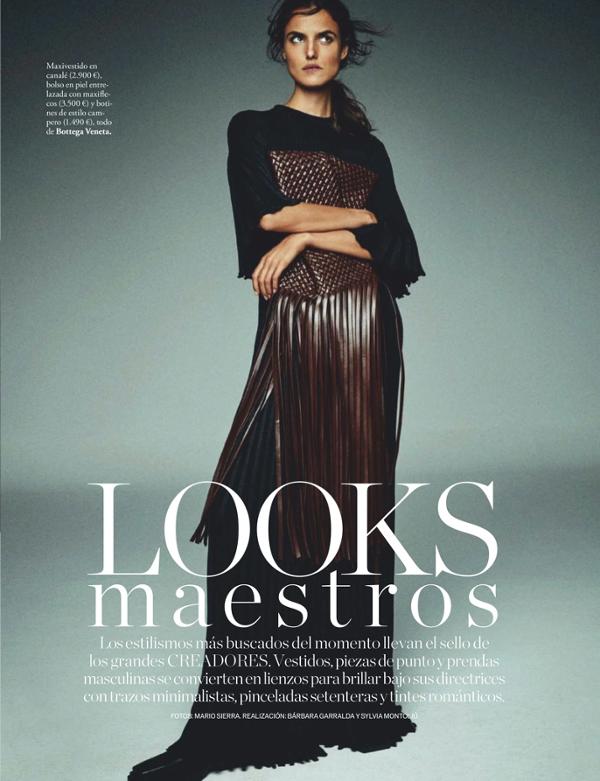 Maxivestido en
canalé (2.900 €),
bolso en piel entre-
lazada con maxifle-
cos (3.500 €) y boti-
nes de estilo cam-
pero (1.490 €), todo
de Bottega Veneta.
LOOKS
maestros
Los estilismos más buscados del momento llevan el sello de
los grandes CREADORES. Vestidos, piezas de punto y prendas
masculinas se convierten en lienzos para brillar bajo sus directrices
con trazos minimalistas, pinceladas setenteras y tintes románticos.
FOTOS: MARIO SIERRA. REALIZACIÓN: BÁRBARA GARRALDA Y SYLVIA MONTOLIÚ